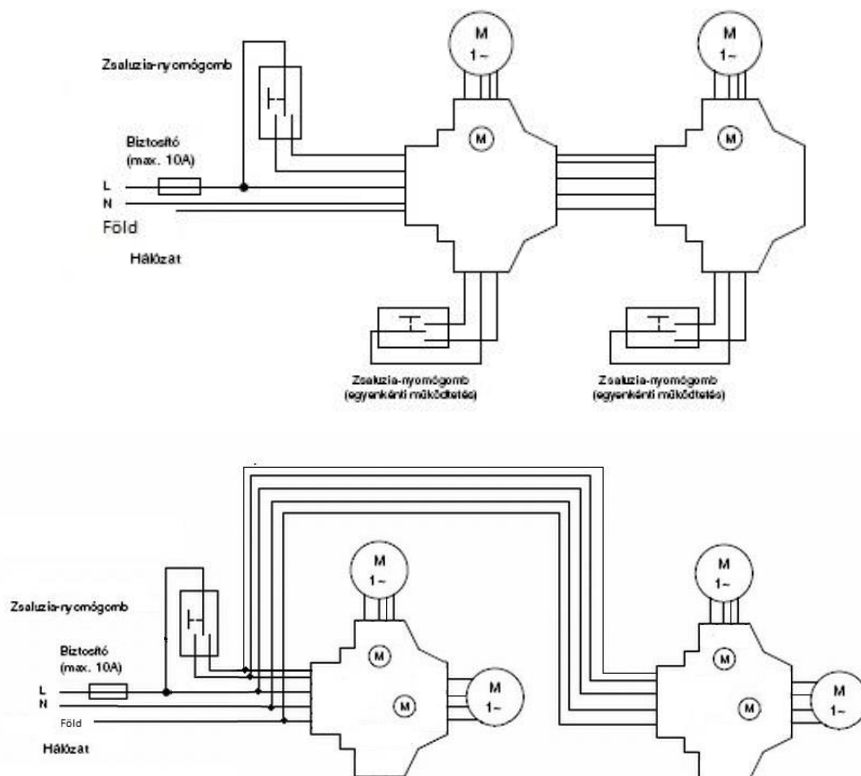 M
1~
M
1~
Zsaluzia-nyomógomb
M
M
Biztosító
(max. 10A)
L
N
Föld
Hálózat
Zsaluzia-nyomógomb
(egyenkénti működtetés)
Zsaluzia-nyomógomb
(egyenkénti működtetés)
M
1~
M
1~
Zsaluzia-nyomógomb
Biztosító
(max. 10A)
M
M
L
N
M
1~
M
M
1~
M
Föld
Hálózat